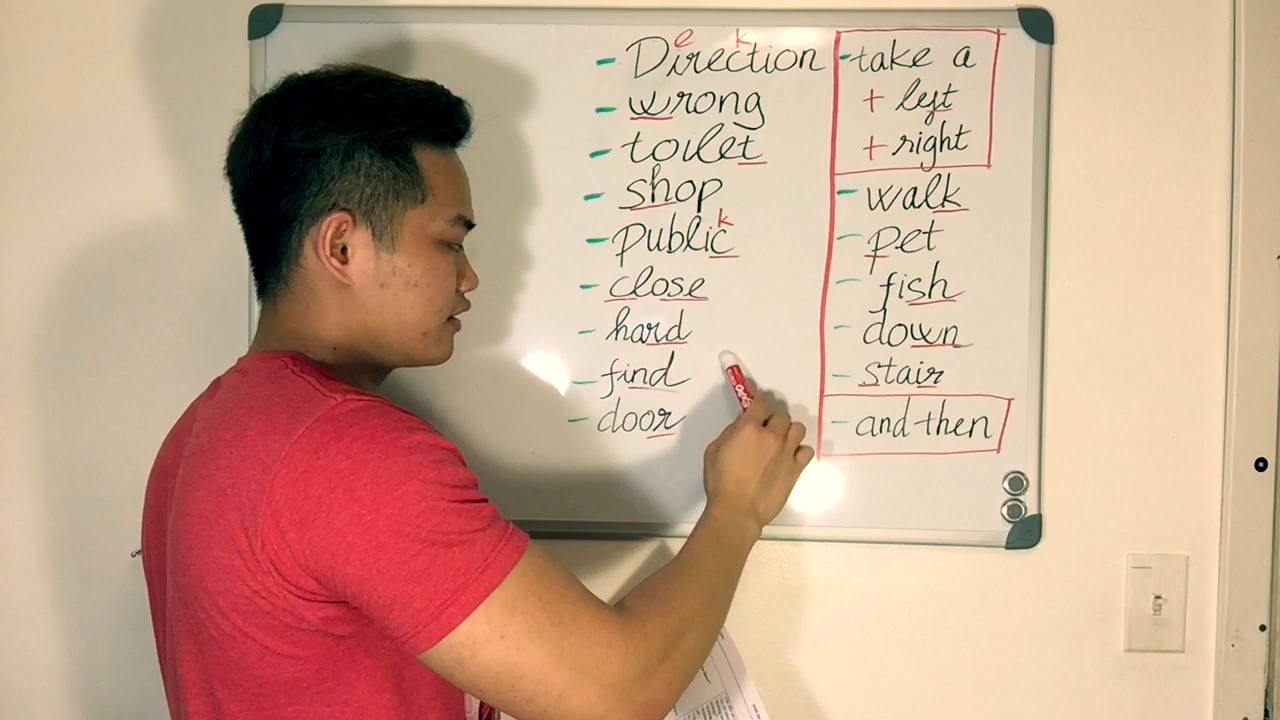 e k
- Direction
- wrong
- toilet
- shop
k
- public
- close
- hard
- find
- door
- take a
+ left
+ right
- walk
- pet
- fish
- down
- stair
- and then
EXPO